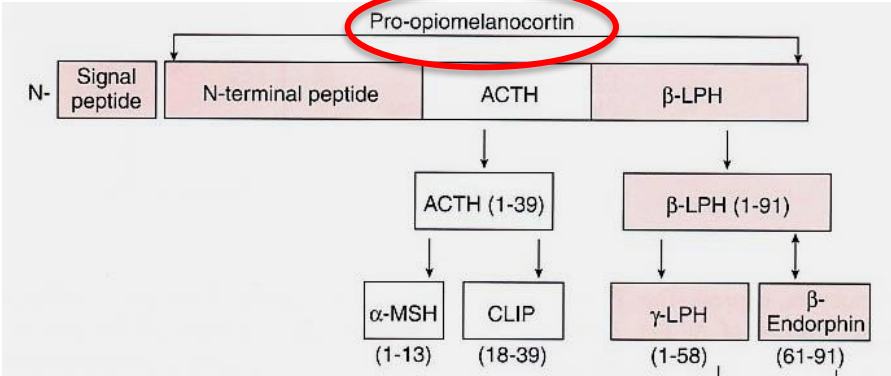 Pro-opiomelanocortin
N-
Signal
peptide
N-terminal peptide
ACTH
β-LPH
ACTH (1-39)
β-LPH (1-91)
α-MSH
CLIP
γ-LPH
β-
Endorphin
(1-13)
(18-39)
(1-58)
(61-91)